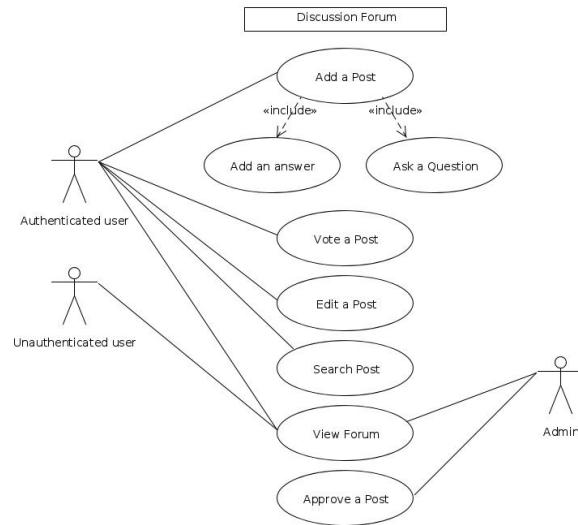 Discussion Forum
Add a Post
«include»
«include»
Add an answer
Ask a Question
Authenticated user
Vote a Post
Edit a Post
Unauthenticated user
Search Post
View Forum
Admin
Approve a Post